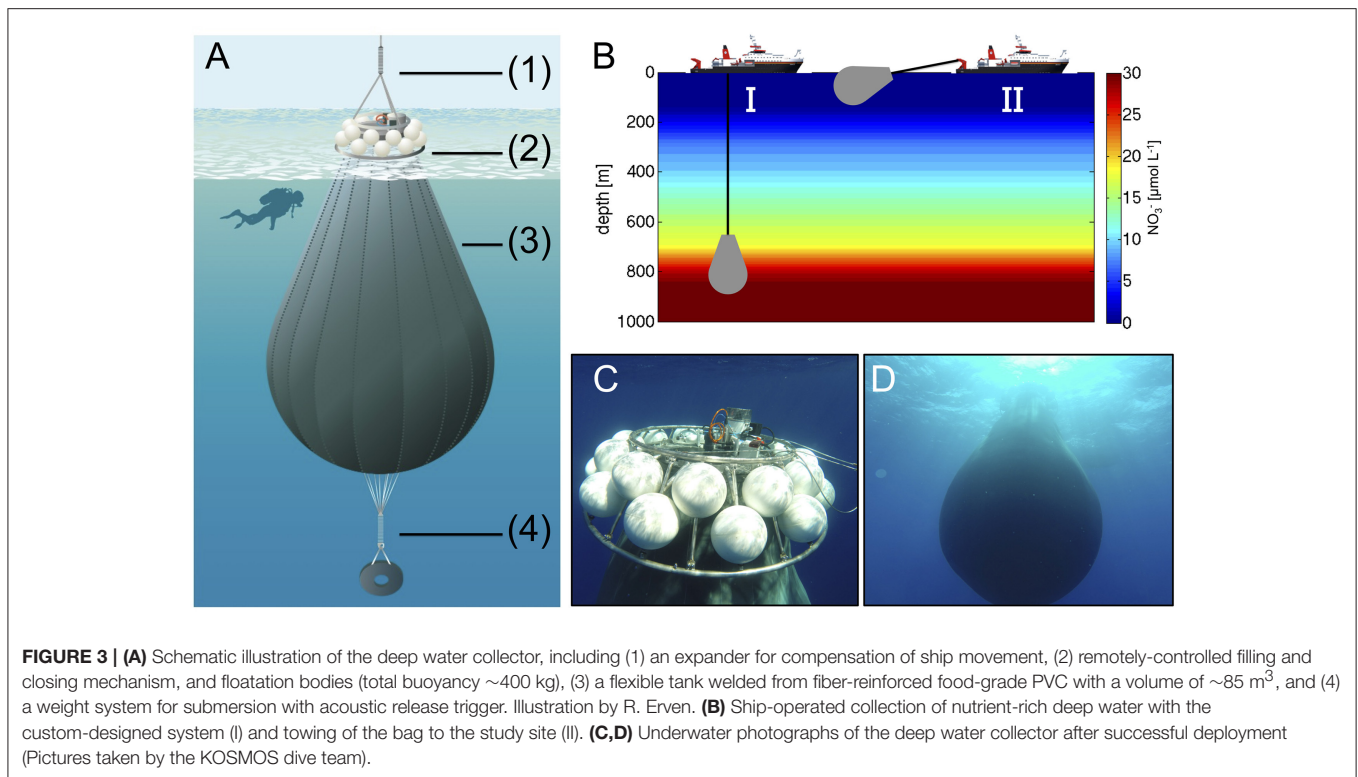 A
(1)
(2)
(3)
(4)
B
0
200
400
600
800
1000
depth [m]
I
II
30
25
20
15
10
5
0
NO₃⁻ [µmol L⁻¹]
C
D
FIGURE 3 | (A) Schematic illustration of the deep water collector, including (1) an expander for compensation of ship movement, (2) remotely-controlled filling and
closing mechanism, and floatation bodies (total buoyancy ~400 kg), (3) a flexible tank welded from fiber-reinforced food-grade PVC with a volume of ~85 m³, and (4)
a weight system for submersion with acoustic release trigger. Illustration by R. Erven. (B) Ship-operated collection of nutrient-rich deep water with the
custom-designed system (I) and towing of the bag to the study site (II). (C,D) Underwater photographs of the deep water collector after successful deployment
(Pictures taken by the KOSMOS dive team).